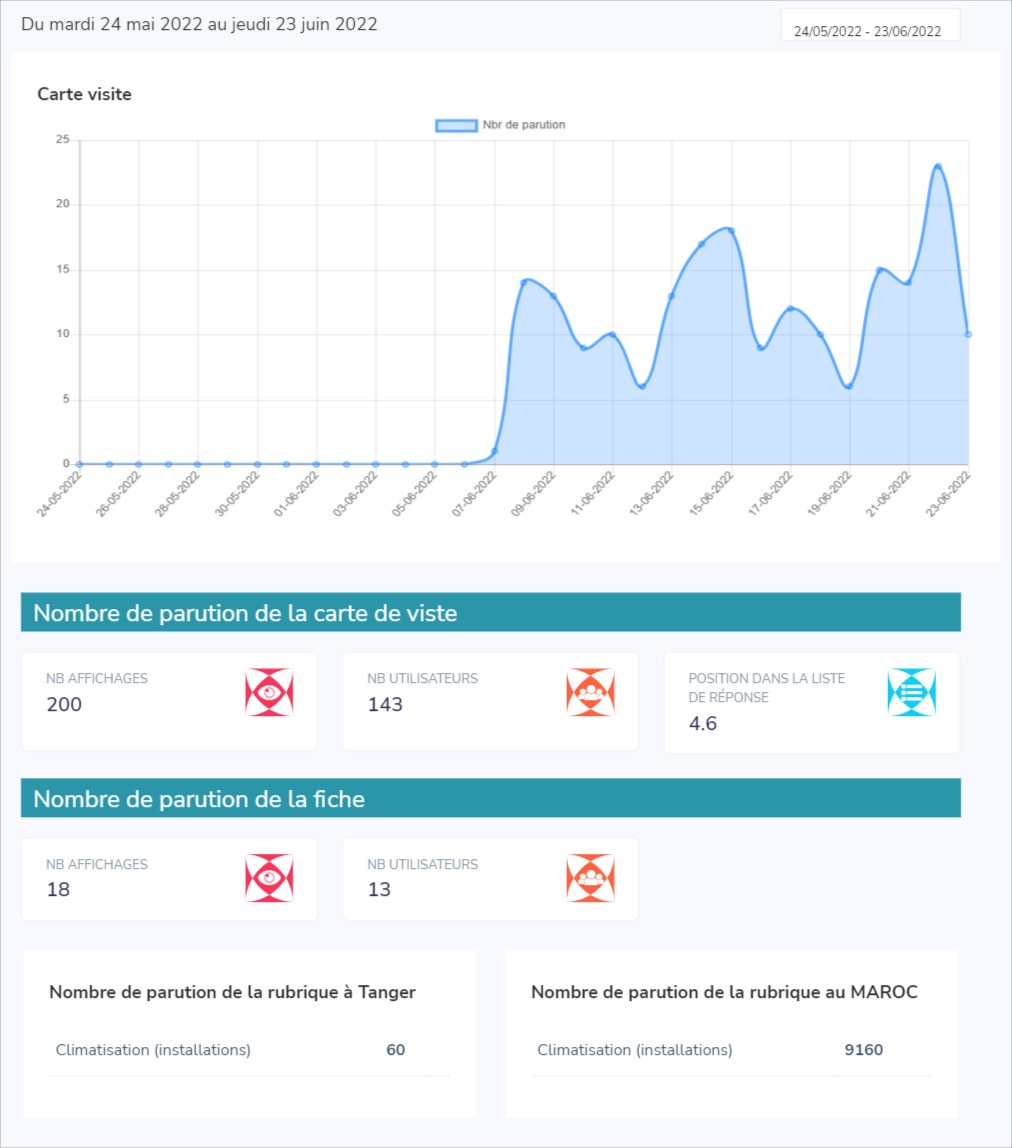 Du mardi 24 mai 2022 au jeudi 23 juin 2022
24/05/2022 - 23/06/2022
Carte visite
Nbr de parution
25
20
15
10
5
0
24-05-2022
26-05-2022
28-05-2022
30-05-2022
01-06-2022
03-06-2022
05-06-2022
07-06-2022
09-06-2022
11-06-2022
13-06-2022
15-06-2022
17-06-2022
19-06-2022
21-06-2022
23-06-2022
Nombre de parution de la carte de viste
NB AFFICHAGES
200
NB UTILISATEURS
143
POSITION DANS LA LISTE
DE RÉPONSE
4.6
Nombre de parution de la fiche
NB AFFICHAGES
18
NB UTILISATEURS
13
Nombre de parution de la rubrique à Tanger
Climatisation (installations) 60
Nombre de parution de la rubrique au MAROC
Climatisation (installations) 9160